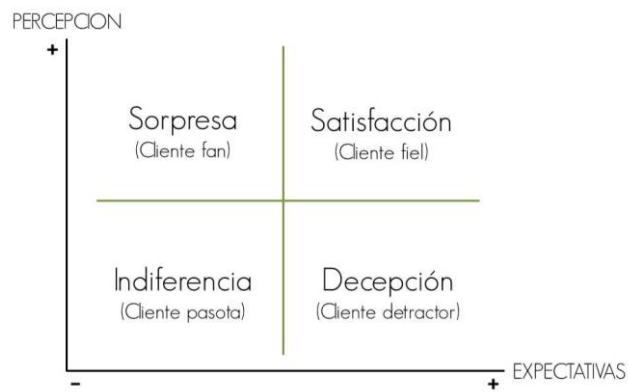 PERCEPCION
+
Sorpresa
(Cliente fan)
Satisfacción
(Cliente fiel)
Indiferencia
(Cliente pasota)
Decepción
(Cliente detractor)
-
+
EXPECTATIVAS